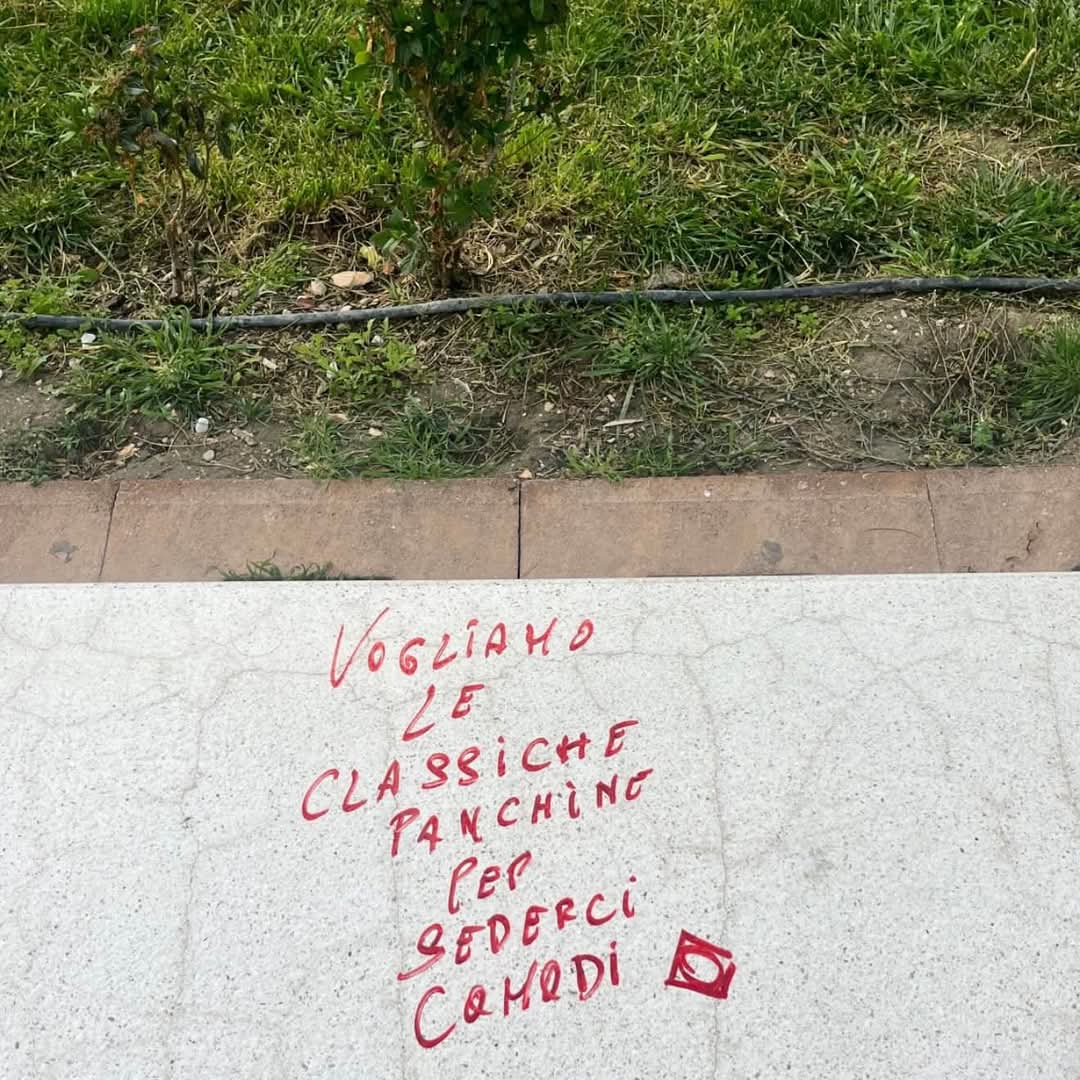 VOGLIAMO
LE
CLASSICHE
PANCHINE
PER
SEDERCI
COMODI